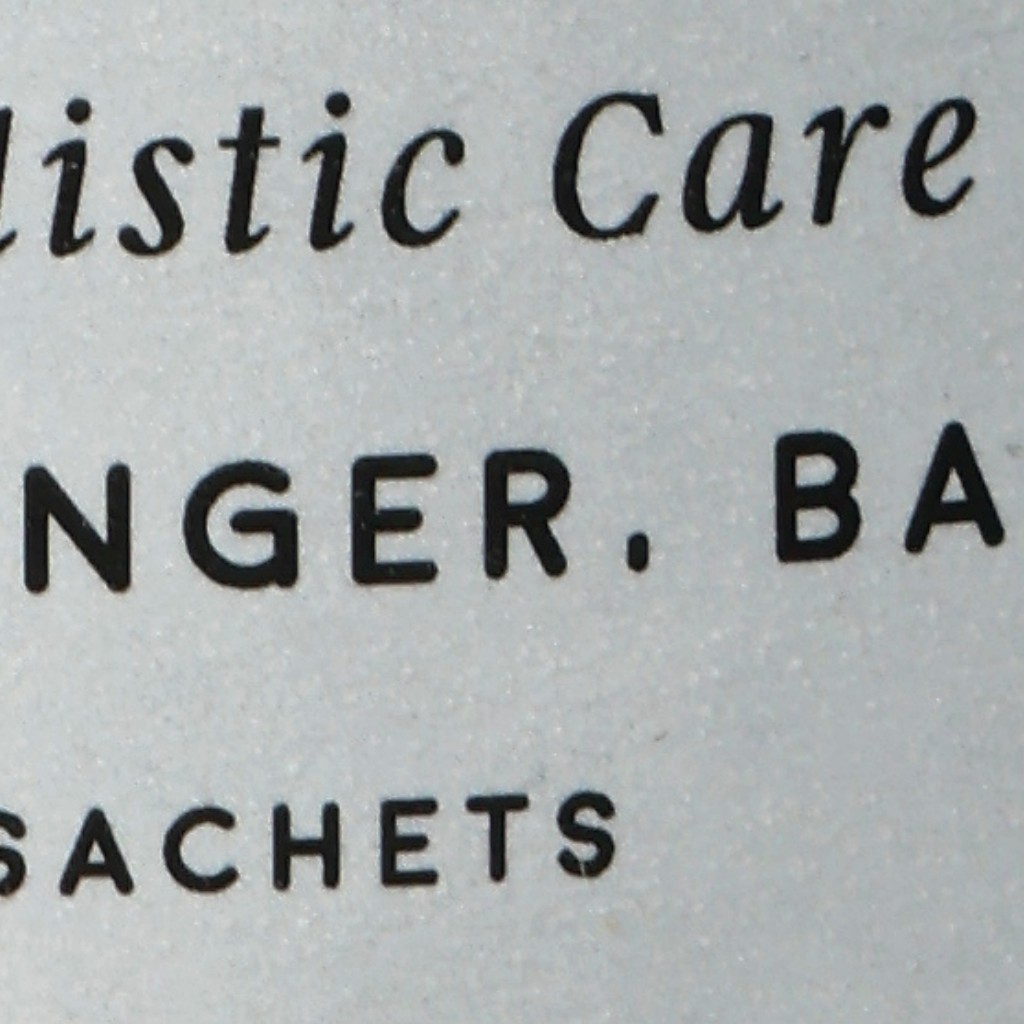 listic Care
NGER, BA
SACHETS